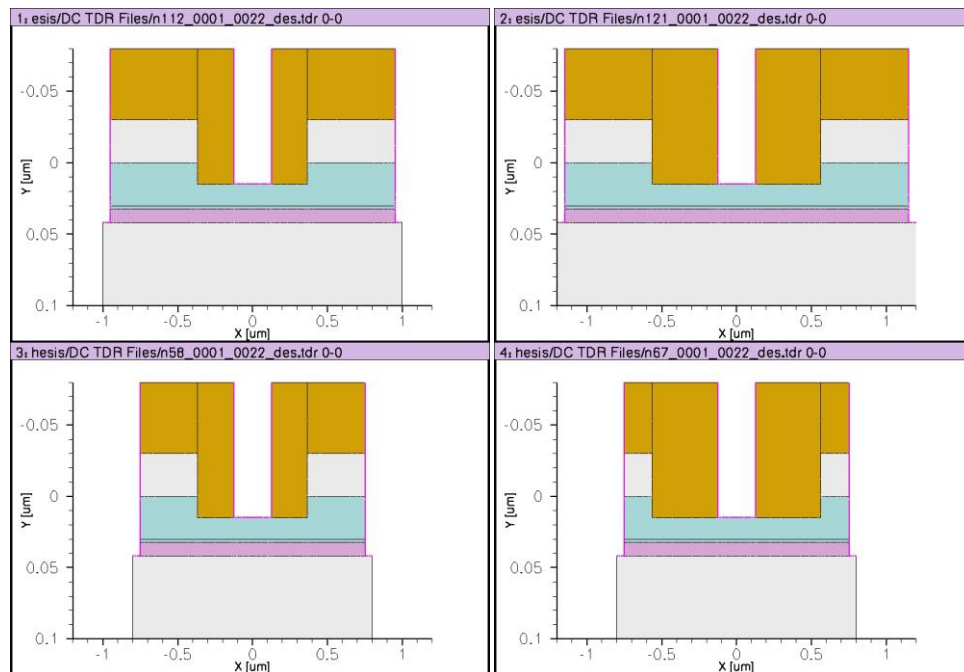 1: esis/DC TDR Files/n112_0001_0022_des.tdr 0-0
-0.05
0
0.05
0.1
Y [um]
-1 -0.5 0 0.5 1
X [um]
2: esis/DC TDR Files/n121_0001_0022_des.tdr 0-0
-0.05
0
0.05
0.1
Y [um]
-1 -0.5 0 0.5 1
X [um]
3: hesis/DC TDR Files/n58_0001_0022_des.tdr 0-0
-0.05
0
0.05
0.1
Y [um]
-1 -0.5 0 0.5 1
X [um]
4: hesis/DC TDR Files/n67_0001_0022_des.tdr 0-0
-0.05
0
0.05
0.1
Y [um]
-1 -0.5 0 0.5 1
X [um]